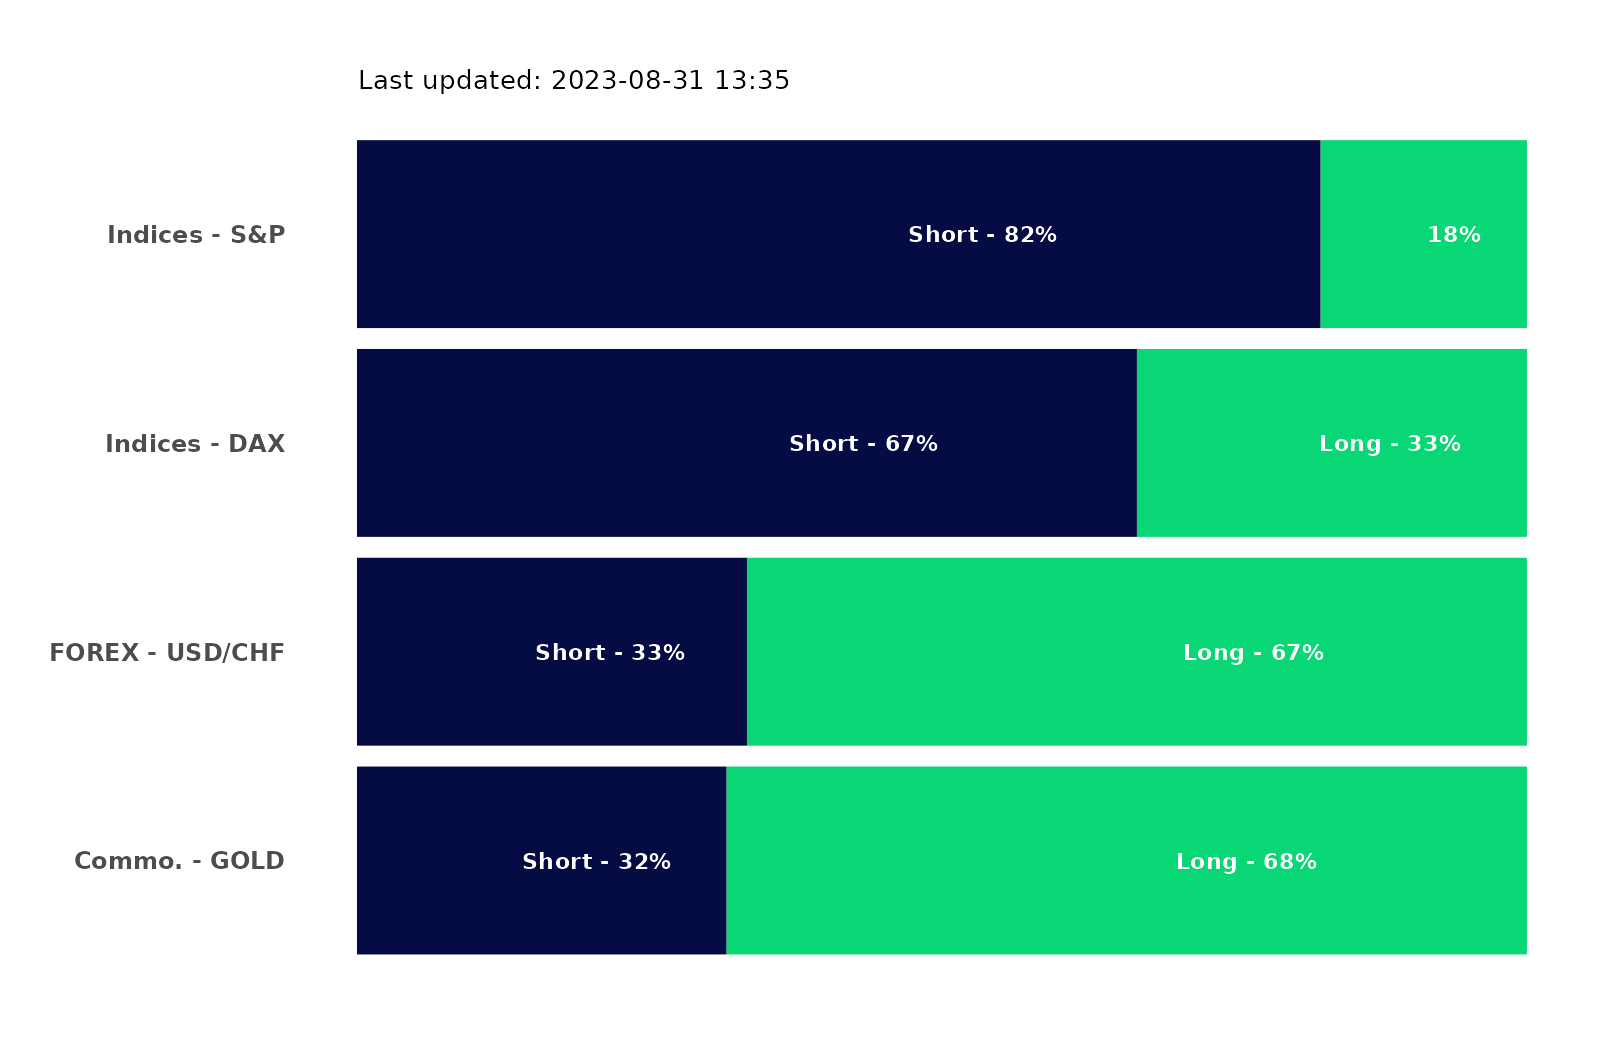 Last updated: 2023-08-31 13:35
Indices - S&P Short - 82% 18%
Indices - DAX Short - 67% Long - 33%
FOREX - USD/CHF Short - 33% Long - 67%
Commo. - GOLD Short - 32% Long - 68%